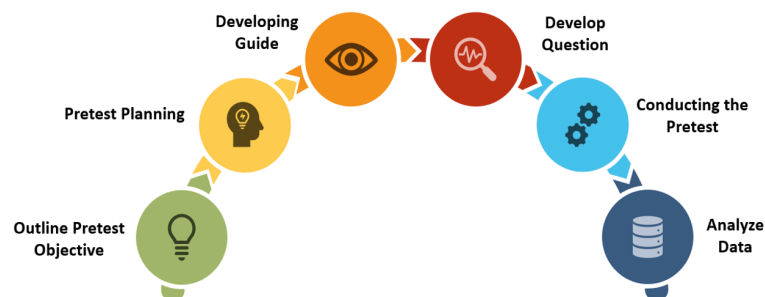 Outline Pretest
Objective
Pretest Planning
Developing
Guide
Develop
Question
Conducting the
Pretest
Analyze
Data